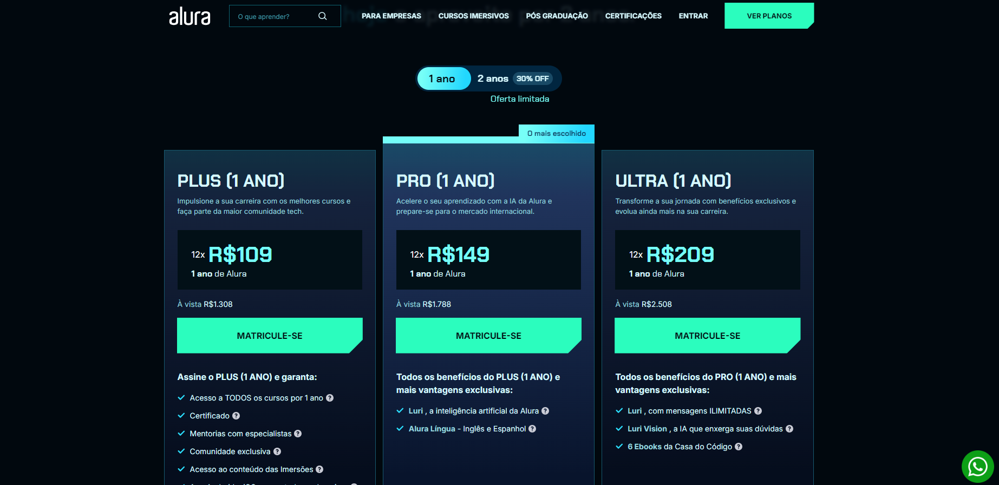 alura
O que aprender?
PARA EMPRESAS
CURSOS IMERSIVOS
PÓS GRADUAÇÃO
CERTIFICAÇÕES
ENTRAR
VER PLANOS
1 ano
2 anos 30% OFF
Oferta limitada
PLUS (1 ANO)
Impulsione a sua carreira com os melhores cursos e
faça parte da maior comunidade tech.
12x R$109
1 ano de Alura
À vista R$1.308
MATRICULE-SE
Assine o PLUS (1 ANO) e garanta:
Acesso a TODOS os cursos por 1 ano
Certificado
Mentorias com especialistas
Comunidade exclusiva
Acesso ao conteúdo das Imersões
O mais escolhido
PRO (1 ANO)
Acelere o seu aprendizado com a IA da Alura e
prepare-se para o mercado internacional.
12x R$149
1 ano de Alura
À vista R$1.788
MATRICULE-SE
Todos os benefícios do PLUS (1 ANO) e
mais vantagens exclusivas:
Luri , a inteligência artificial da Alura
Alura Língua - Inglês e Espanhol
ULTRA (1 ANO)
Transforme a sua jornada com benefícios exclusivos e
evolua ainda mais na sua carreira.
12x R$209
1 ano de Alura
À vista R$2.508
MATRICULE-SE
Todos os benefícios do PRO (1 ANO) e mais
vantagens exclusivas:
Luri , com mensagens ILIMITADAS
Luri Vision , a IA que enxerga suas dúvidas
6 Ebooks da Casa do Código